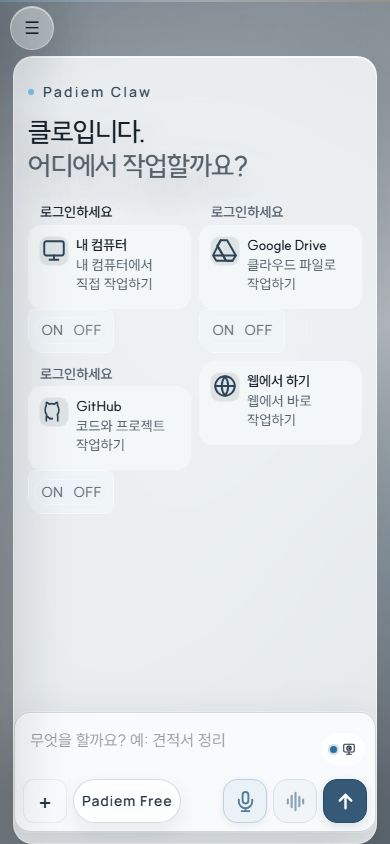 Padiem Claw
클로입니다.
어디에서 작업할까요?
로그인하세요
내 컴퓨터
내 컴퓨터에서
직접 작업하기
ON OFF
로그인하세요
Google Drive
클라우드 파일로
작업하기
ON OFF
로그인하세요
GitHub
코드와 프로젝트
작업하기
ON OFF
웹에서 하기
웹에서 바로
작업하기
무엇을 할까요? 예: 견적서 정리
+
Padiem Free